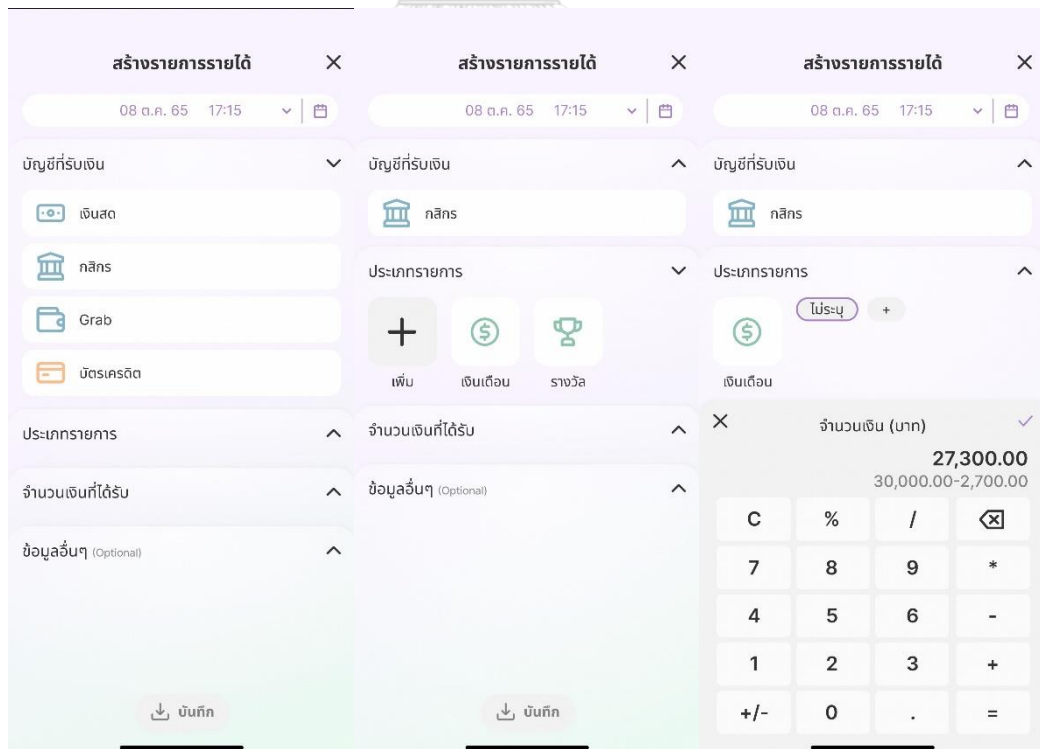 สร้างรายการรายได้
08 ต.ค. 65 17:15
บัญชีที่รับเงิน
เงินสด
กสิกร
Grab
บัตรเครดิต
ประเภทรายการ
จำนวนเงินที่ได้รับ
ข้อมูลอื่นๆ (Optional)
บันทึก
สร้างรายการรายได้
08 ต.ค. 65 17:15
บัญชีที่รับเงิน
กสิกร
ประเภทรายการ
เพิ่ม เงินเดือน รางวัล
จำนวนเงินที่ได้รับ
ข้อมูลอื่นๆ (Optional)
บันทึก
สร้างรายการรายได้
08 ต.ค. 65 17:15
บัญชีที่รับเงิน
กสิกร
ประเภทรายการ
ไม่ระบุ +
เงินเดือน
จำนวนเงิน (บาท)
27,300.00
30,000.00-2,700.00
C % /
7 8 9 *
4 5 6 -
1 2 3 +
+/- 0 . =